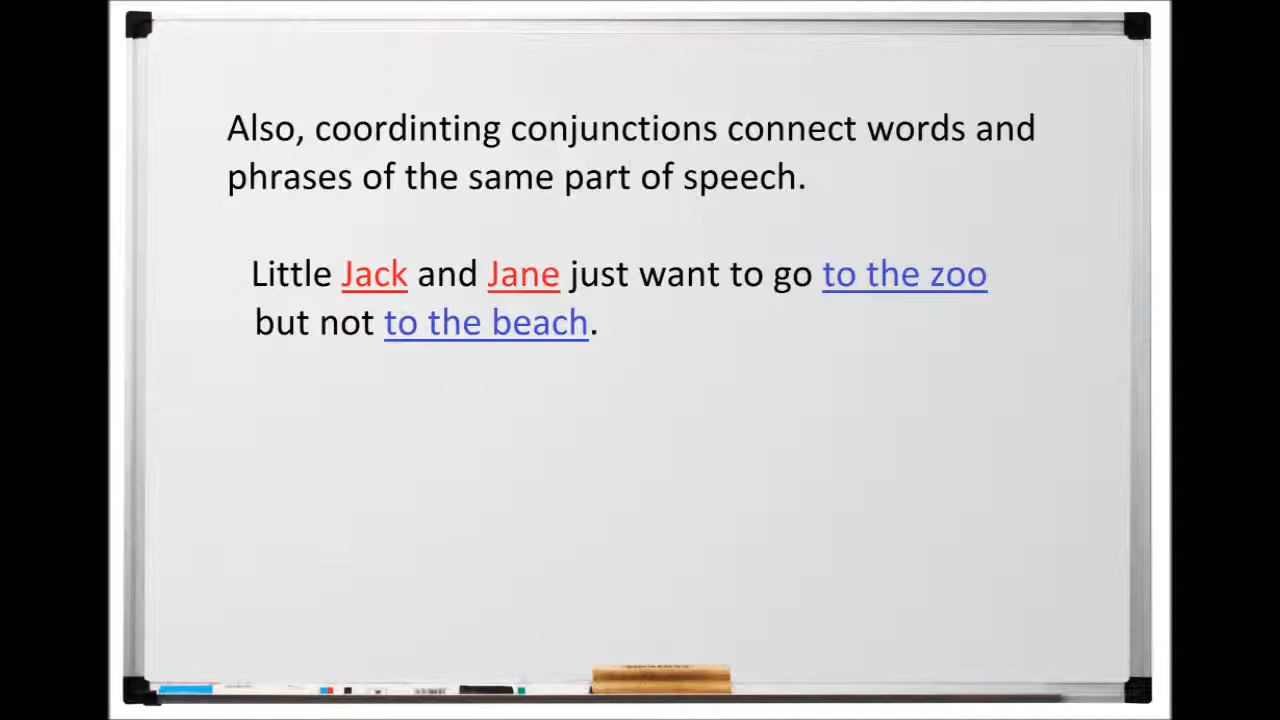 Also, coordinting conjunctions connect words and
phrases of the same part of speech.
Little Jack and Jane just want to go to the zoo
but not to the beach.